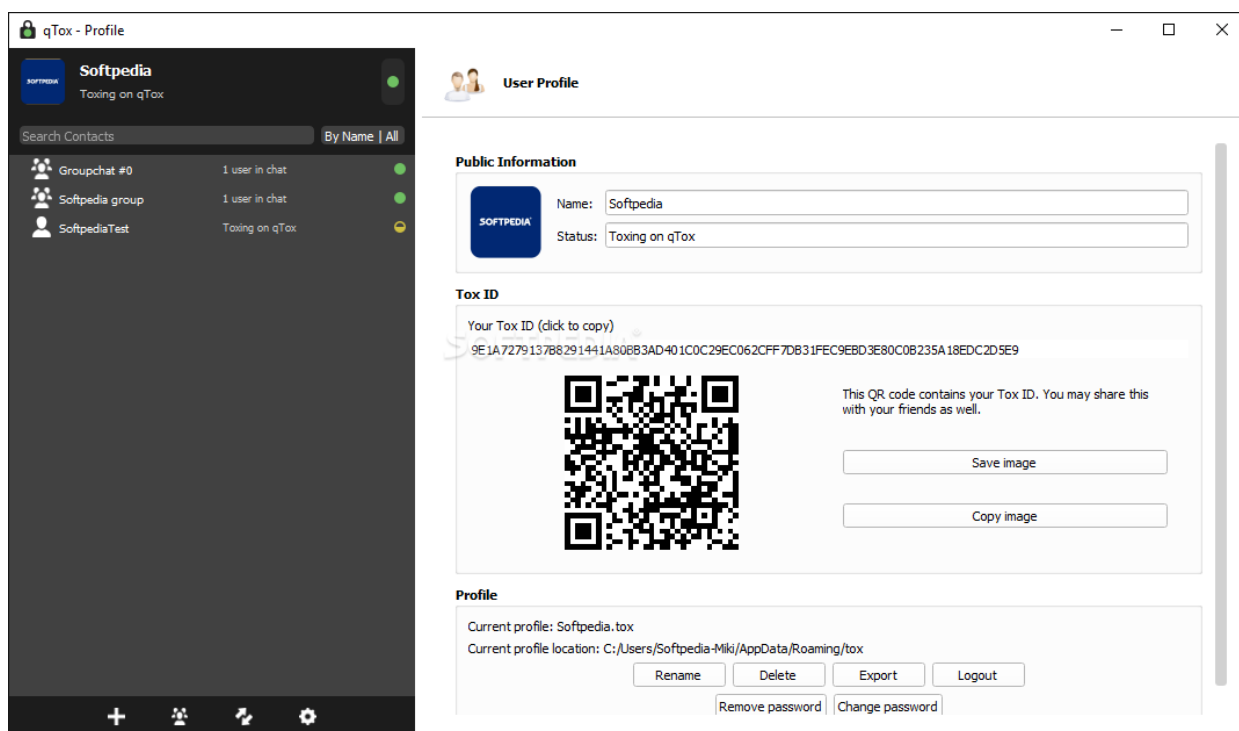 qTox - Profile
Softpedia
Toxing on qTox
SOFTPEDIA
Search Contacts
By Name | All
Groupchat #0 1 user in chat
Softpedia group 1 user in chat
SoftpediaTest Toxing on qTox
User Profile
Public Information
SOFTPEDIA
Name: Softpedia
Status: Toxing on qTox
Tox ID
Your Tox ID (click to copy)
SOFTPEDIA
9E1A7279137B8291441A80BB3AD401C0C29EC062CFF7DB31FEC9EBD3E80C0B235A18EDC2D5E9
This QR code contains your Tox ID. You may share this
with your friends as well.
Save image
Copy image
Profile
Current profile: Softpedia.tox
Current profile location: C:/Users/Softpedia-Miki/AppData/Roaming/tox
Rename Delete Export Logout
Remove password Change password